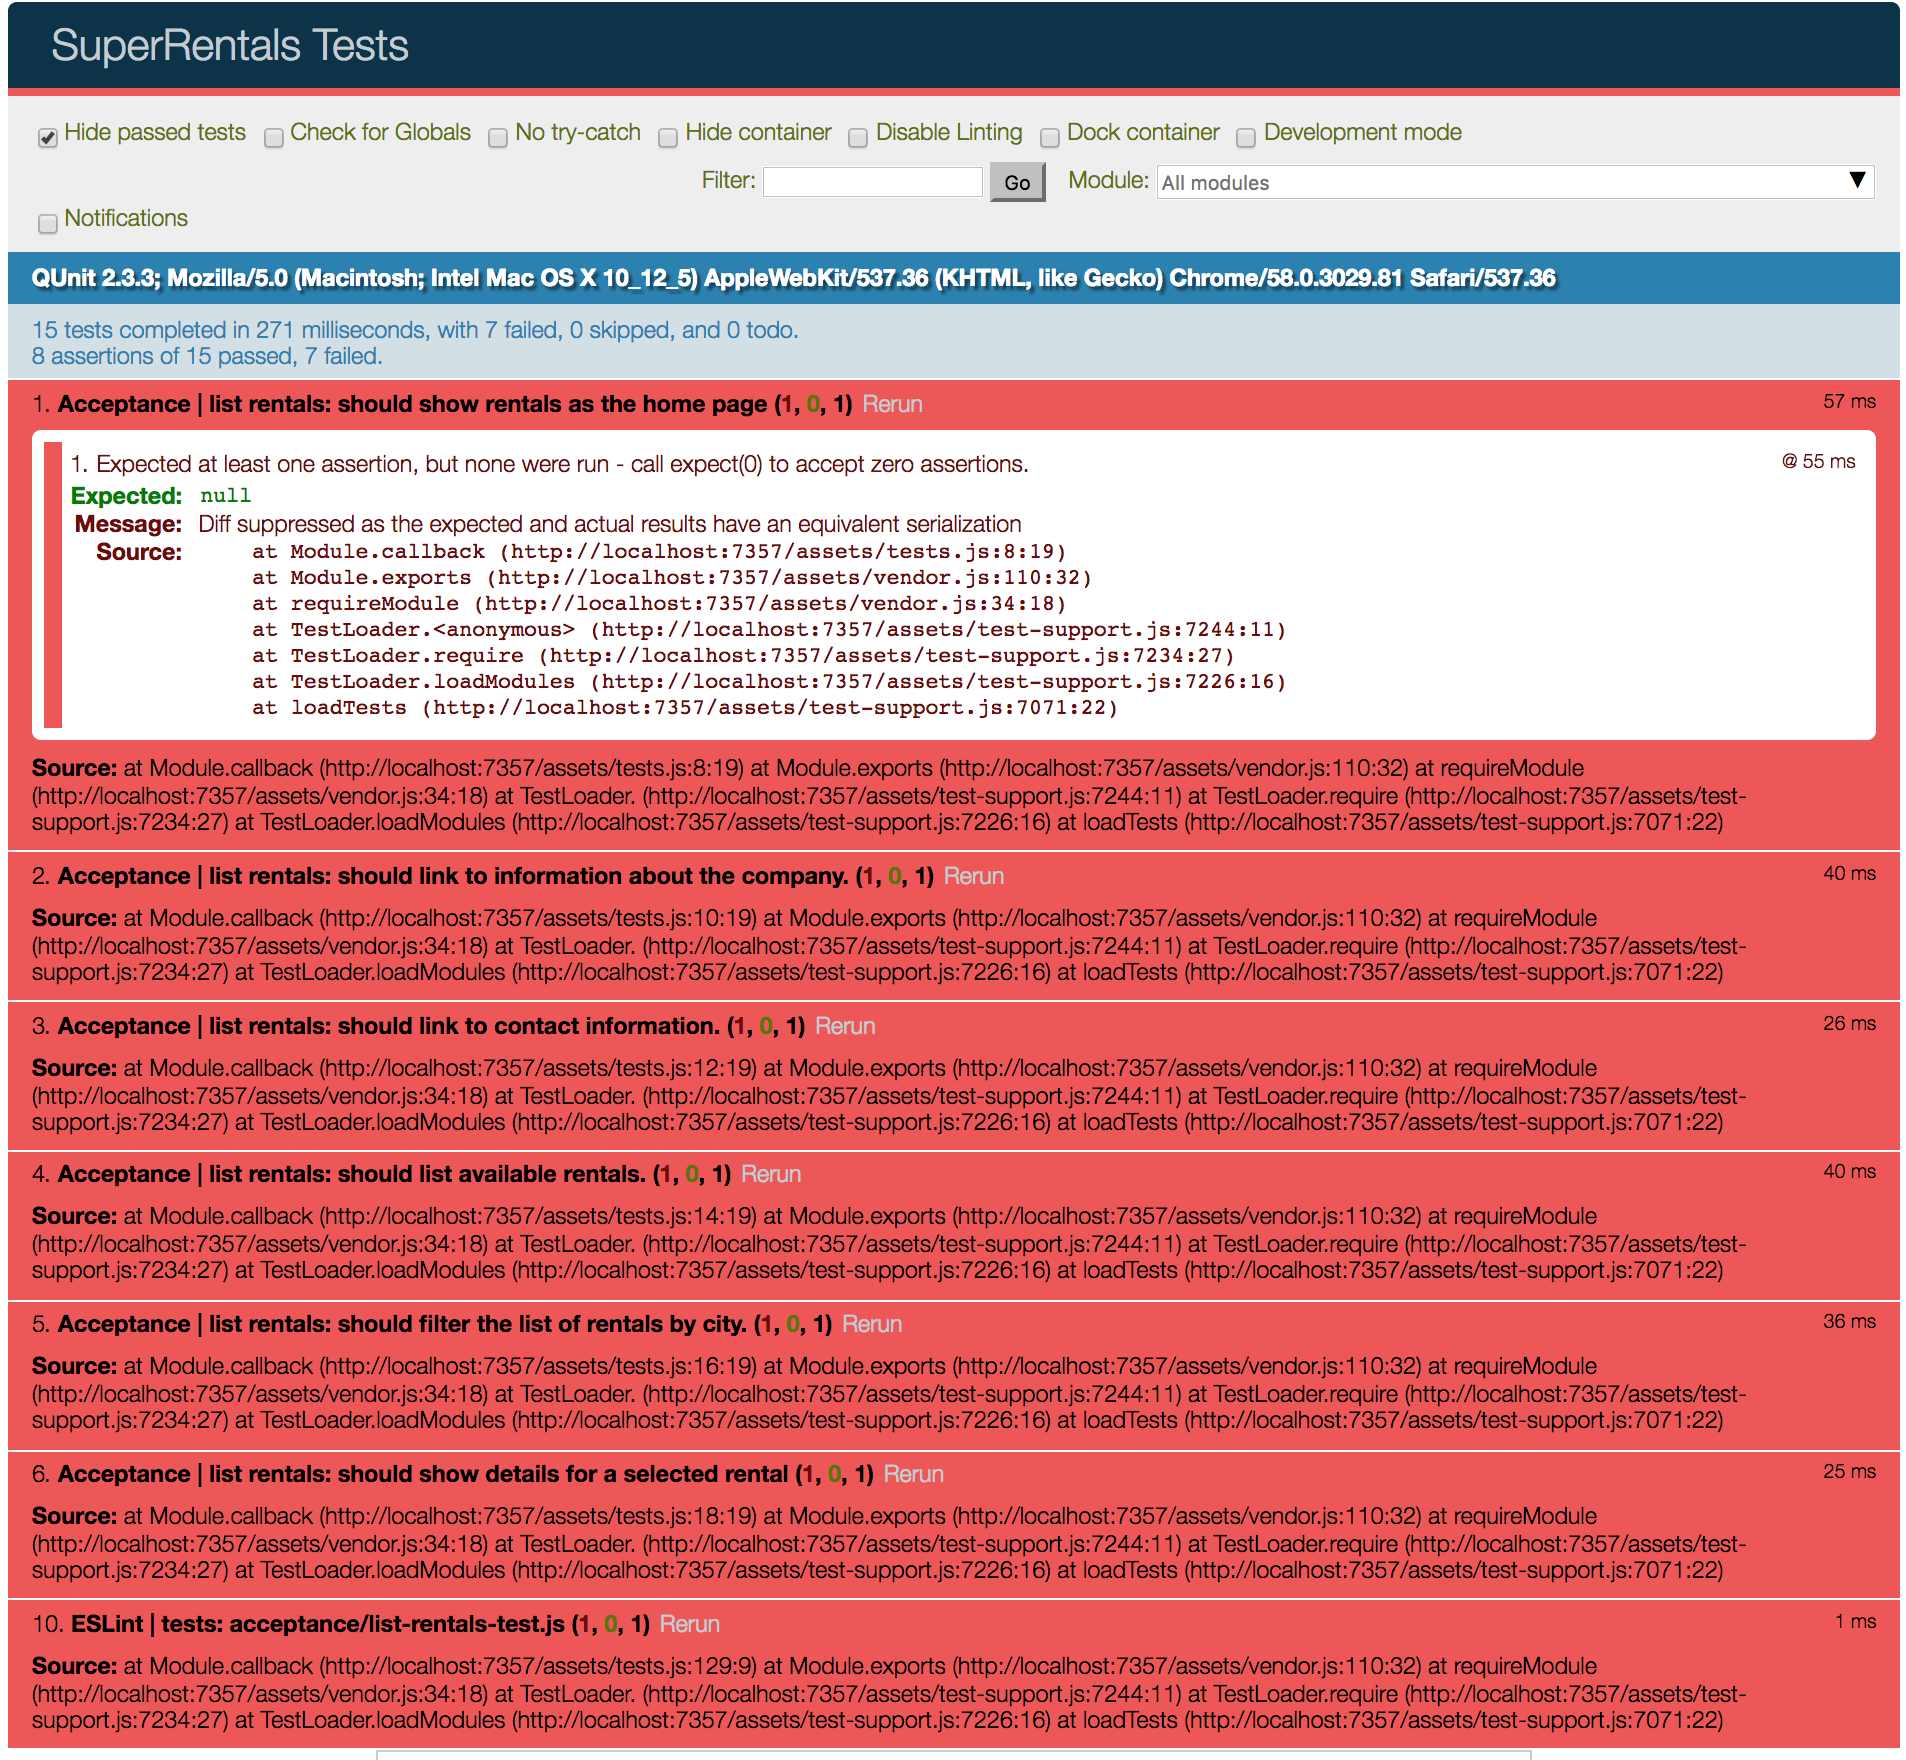 SuperRentals Tests
Hide passed tests Check for Globals No try-catch Hide container Disable Linting Dock container Development mode
Filter: Go Module: All modules ▼
Notifications
QUnit 2.3.3; Mozilla/5.0 (Macintosh; Intel Mac OS X 10_12_5) AppleWebKit/537.36 (KHTML, like Gecko) Chrome/58.0.3029.81 Safari/537.36
15 tests completed in 271 milliseconds, with 7 failed, 0 skipped, and 0 todo.
8 assertions of 15 passed, 7 failed.
1. Acceptance | list rentals: should show rentals as the home page (1, 0, 1) Rerun 57 ms
1. Expected at least one assertion, but none were run - call expect(0) to accept zero assertions. @ 55 ms
Expected: null
Message: Diff suppressed as the expected and actual results have an equivalent serialization
Source: at Module.callback (http://localhost:7357/assets/tests.js:8:19)
at Module.exports (http://localhost:7357/assets/vendor.js:110:32)
at requireModule (http://localhost:7357/assets/vendor.js:34:18)
at TestLoader.<anonymous> (http://localhost:7357/assets/test-support.js:7244:11)
at TestLoader.require (http://localhost:7357/assets/test-support.js:7234:27)
at TestLoader.loadModules (http://localhost:7357/assets/test-support.js:7226:16)
at loadTests (http://localhost:7357/assets/test-support.js:7071:22)
Source: at Module.callback (http://localhost:7357/assets/tests.js:8:19) at Module.exports (http://localhost:7357/assets/vendor.js:110:32) at requireModule
(http://localhost:7357/assets/vendor.js:34:18) at TestLoader. (http://localhost:7357/assets/test-support.js:7244:11) at TestLoader.require (http://localhost:7357/assets/test-
support.js:7234:27) at TestLoader.loadModules (http://localhost:7357/assets/test-support.js:7226:16) at loadTests (http://localhost:7357/assets/test-support.js:7071:22)
2. Acceptance | list rentals: should link to information about the company. (1, 0, 1) Rerun 40 ms
Source: at Module.callback (http://localhost:7357/assets/tests.js:10:19) at Module.exports (http://localhost:7357/assets/vendor.js:110:32) at requireModule
(http://localhost:7357/assets/vendor.js:34:18) at TestLoader. (http://localhost:7357/assets/test-support.js:7244:11) at TestLoader.require (http://localhost:7357/assets/test-
support.js:7234:27) at TestLoader.loadModules (http://localhost:7357/assets/test-support.js:7226:16) at loadTests (http://localhost:7357/assets/test-support.js:7071:22)
3. Acceptance | list rentals: should link to contact information. (1, 0, 1) Rerun 26 ms
Source: at Module.callback (http://localhost:7357/assets/tests.js:12:19) at Module.exports (http://localhost:7357/assets/vendor.js:110:32) at requireModule
(http://localhost:7357/assets/vendor.js:34:18) at TestLoader. (http://localhost:7357/assets/test-support.js:7244:11) at TestLoader.require (http://localhost:7357/assets/test-
support.js:7234:27) at TestLoader.loadModules (http://localhost:7357/assets/test-support.js:7226:16) at loadTests (http://localhost:7357/assets/test-support.js:7071:22)
4. Acceptance | list rentals: should list available rentals. (1, 0, 1) Rerun 40 ms
Source: at Module.callback (http://localhost:7357/assets/tests.js:14:19) at Module.exports (http://localhost:7357/assets/vendor.js:110:32) at requireModule
(http://localhost:7357/assets/vendor.js:34:18) at TestLoader. (http://localhost:7357/assets/test-support.js:7244:11) at TestLoader.require (http://localhost:7357/assets/test-
support.js:7234:27) at TestLoader.loadModules (http://localhost:7357/assets/test-support.js:7226:16) at loadTests (http://localhost:7357/assets/test-support.js:7071:22)
5. Acceptance | list rentals: should filter the list of rentals by city. (1, 0, 1) Rerun 36 ms
Source: at Module.callback (http://localhost:7357/assets/tests.js:16:19) at Module.exports (http://localhost:7357/assets/vendor.js:110:32) at requireModule
(http://localhost:7357/assets/vendor.js:34:18) at TestLoader. (http://localhost:7357/assets/test-support.js:7244:11) at TestLoader.require (http://localhost:7357/assets/test-
support.js:7234:27) at TestLoader.loadModules (http://localhost:7357/assets/test-support.js:7226:16) at loadTests (http://localhost:7357/assets/test-support.js:7071:22)
6. Acceptance | list rentals: should show details for a selected rental (1, 0, 1) Rerun 25 ms
Source: at Module.callback (http://localhost:7357/assets/tests.js:18:19) at Module.exports (http://localhost:7357/assets/vendor.js:110:32) at requireModule
(http://localhost:7357/assets/vendor.js:34:18) at TestLoader. (http://localhost:7357/assets/test-support.js:7244:11) at TestLoader.require (http://localhost:7357/assets/test-
support.js:7234:27) at TestLoader.loadModules (http://localhost:7357/assets/test-support.js:7226:16) at loadTests (http://localhost:7357/assets/test-support.js:7071:22)
10. ESLint | tests: acceptance/list-rentals-test.js (1, 0, 1) Rerun 1 ms
Source: at Module.callback (http://localhost:7357/assets/tests.js:129:9) at Module.exports (http://localhost:7357/assets/vendor.js:110:32) at requireModule
(http://localhost:7357/assets/vendor.js:34:18) at TestLoader. (http://localhost:7357/assets/test-support.js:7244:11) at TestLoader.require (http://localhost:7357/assets/test-
support.js:7234:27) at TestLoader.loadModules (http://localhost:7357/assets/test-support.js:7226:16) at loadTests (http://localhost:7357/assets/test-support.js:7071:22)